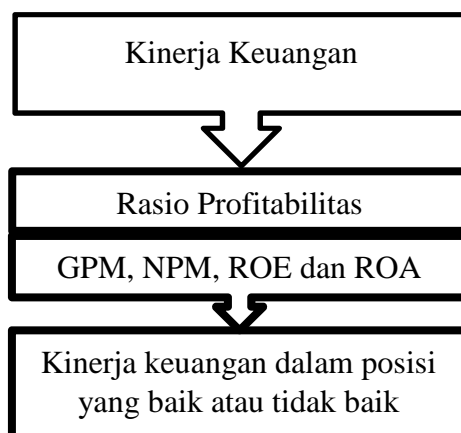 Kinerja Keuangan
Rasio Profitabilitas
GPM, NPM, ROE dan ROA
Kinerja keuangan dalam posisi
yang baik atau tidak baik